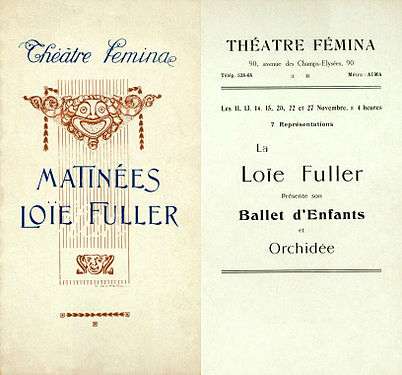 Théâtre Femina
MATINÉES
LOÏE FULLER
THÉATRE FÉMINA
90, avenue des Champs-Elysées, 90
Métro: ALMA
Les 11, 13, 14, 15, 20, 22 et 27 Novembre, à 4 heures
7 Représentations
La
Loïe Fuller
Présente son
Ballet d'Enfants
et
Orchidée